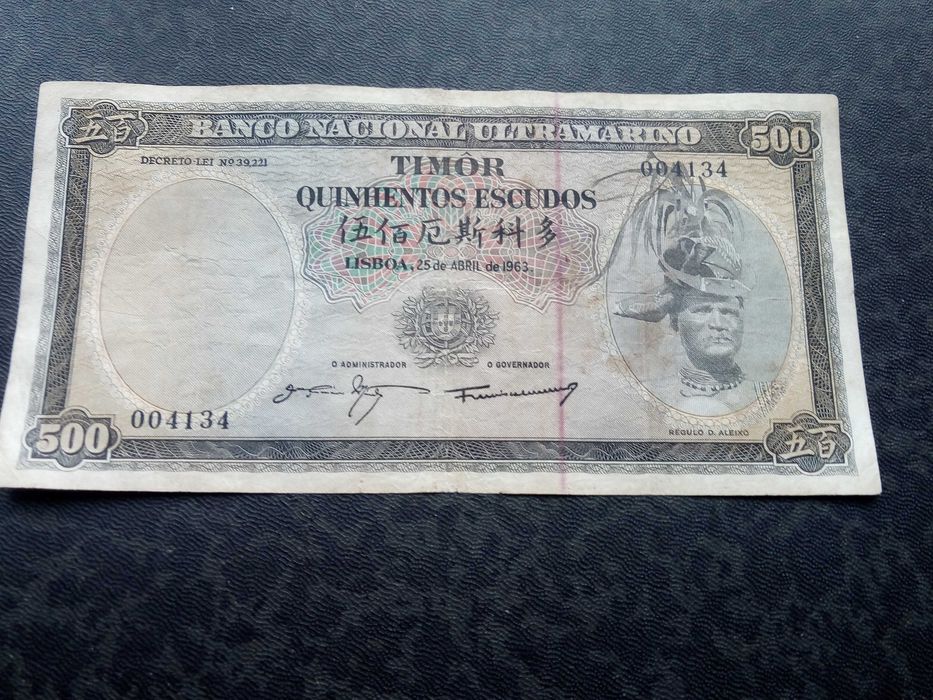 五百
BANCO NACIONAL ULTRAMARINO
500
DECRETO-LEI Nº 39.221
TIMÔR
004134
QUINHENTOS ESCUDOS
伍佰厄斯科多
LISBOA, 25 de ABRIL de 1963
O ADMINISTRADOR
O GOVERNADOR
004134
RÉGULO D. ALEIXO
500
五百